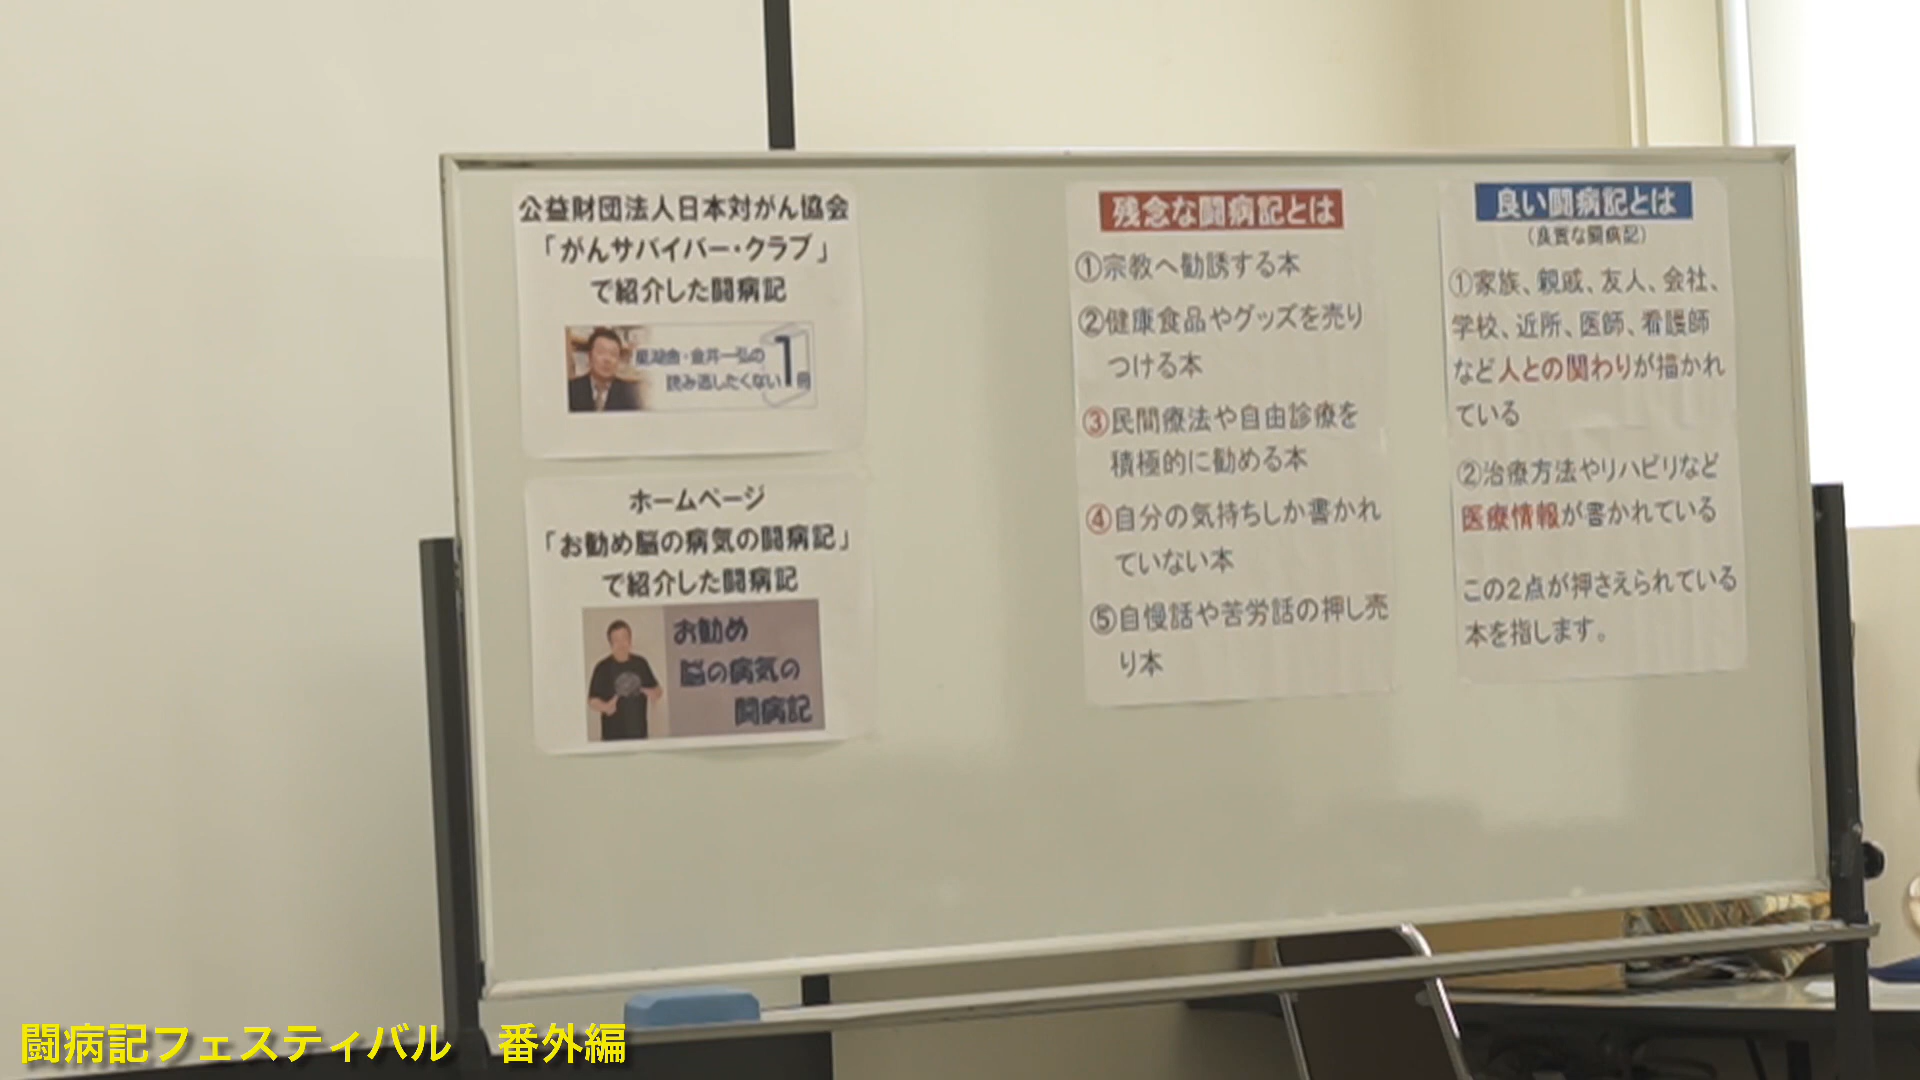 公益財団法人日本対がん協会
「がんサバイバー・クラブ」
で紹介した闘病記
星湖舎・金井一弘の
読み逃したくない1冊
ホームページ
「お勧め脳の病気の闘病記」
で紹介した闘病記
お勧め
脳の病気の
闘病記
残念な闘病記とは
①宗教へ勧誘する本
②健康食品やグッズを売り
つける本
③民間療法や自由診療を
積極的に勧める本
④自分の気持ちしか書かれ
ていない本
⑤自慢話や苦労話の押し売
り本
良い闘病記とは
(良質な闘病記)
①家族、親戚、友人、会社、
学校、近所、医師、看護師
など人との関わりが描かれ
ている
②治療方法やリハビリなど
医療情報が書かれている
この2点が押さえられている
本を指します。
闘病記フェスティバル　番外編